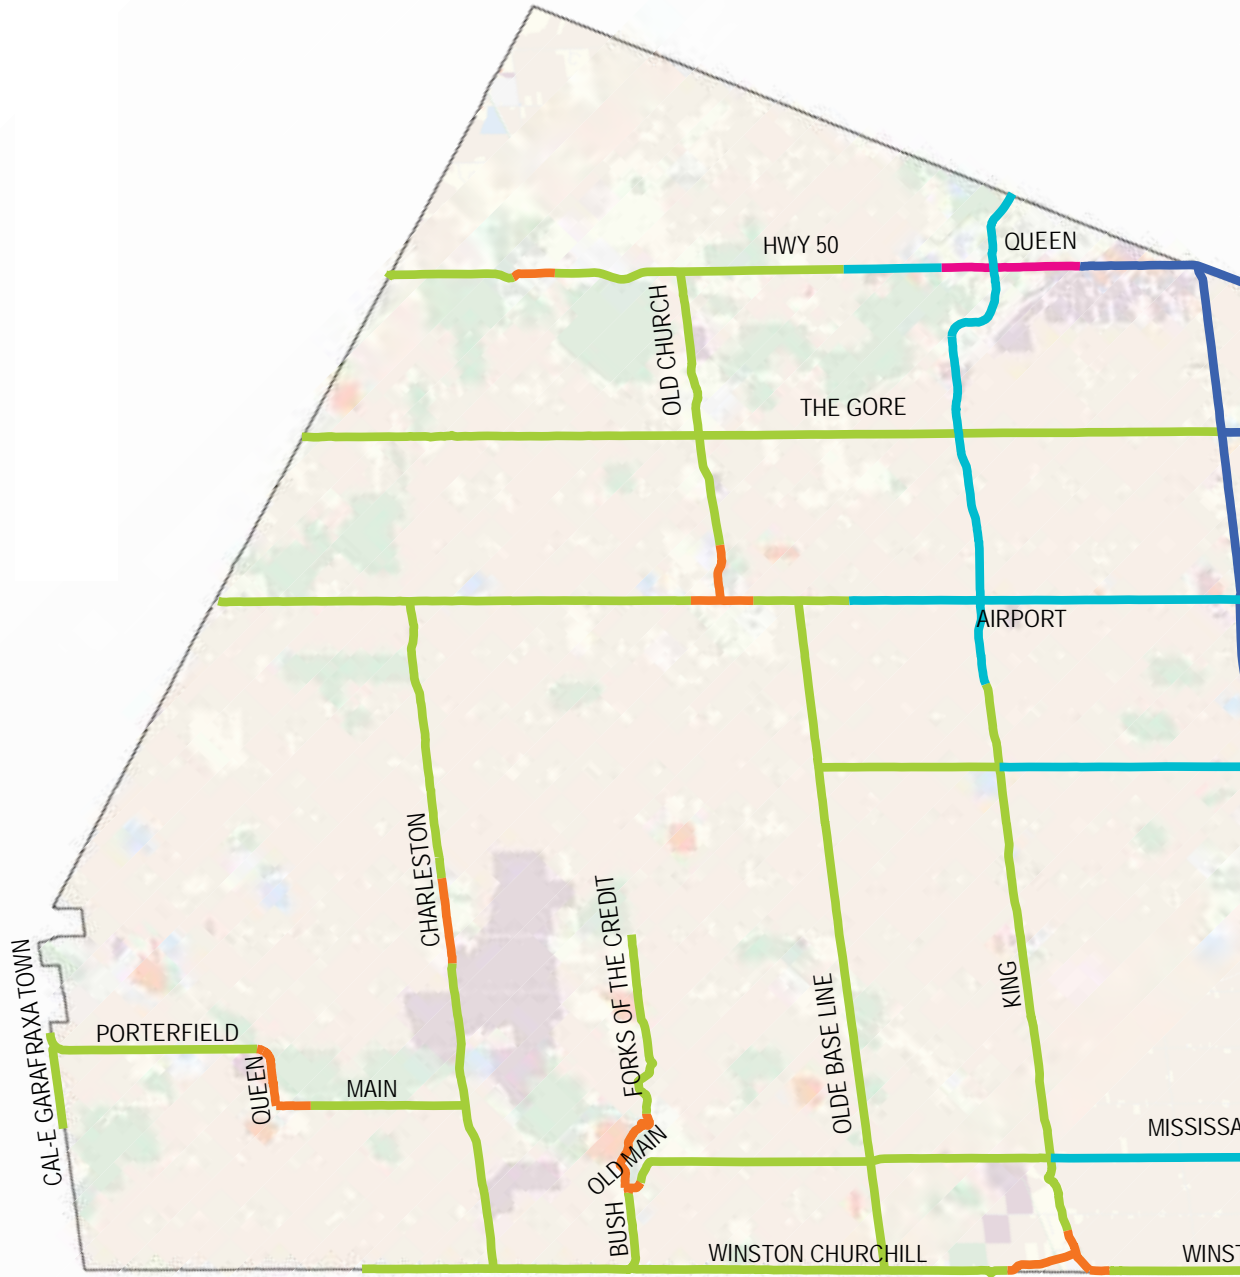 HWY 50
QUEEN
OLD CHURCH
THE GORE
AIRPORT
CHARLESTON
FORKS OF THE CREDIT
CAL-E GARAFRAXA TOWN
PORTERFIELD
QUEEN
MAIN
OLDE BASE LINE
KING
MISSISSA
OLD MAIN
BUSH
WINSTON CHURCHILL
WINST